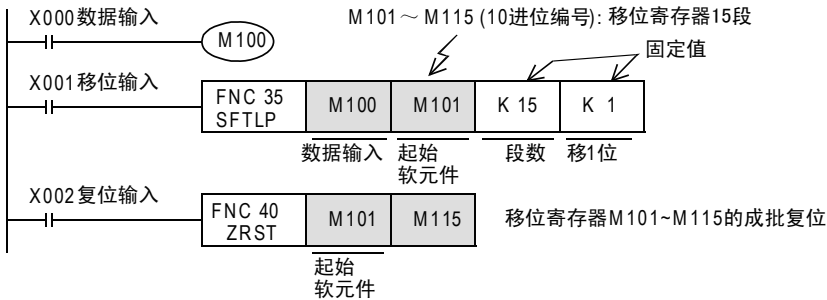 X000数据输入
M100
M101～M115 (10进位编号): 移位寄存器15段
固定值
X001移位输入
FNC 35
SFTLP
M100
M101
K 15
K 1
数据输入
起始
软元件
段数
移1位
X002复位输入
FNC 40
ZRST
M101
M115
移位寄存器M101~M115的成批复位
起始
软元件